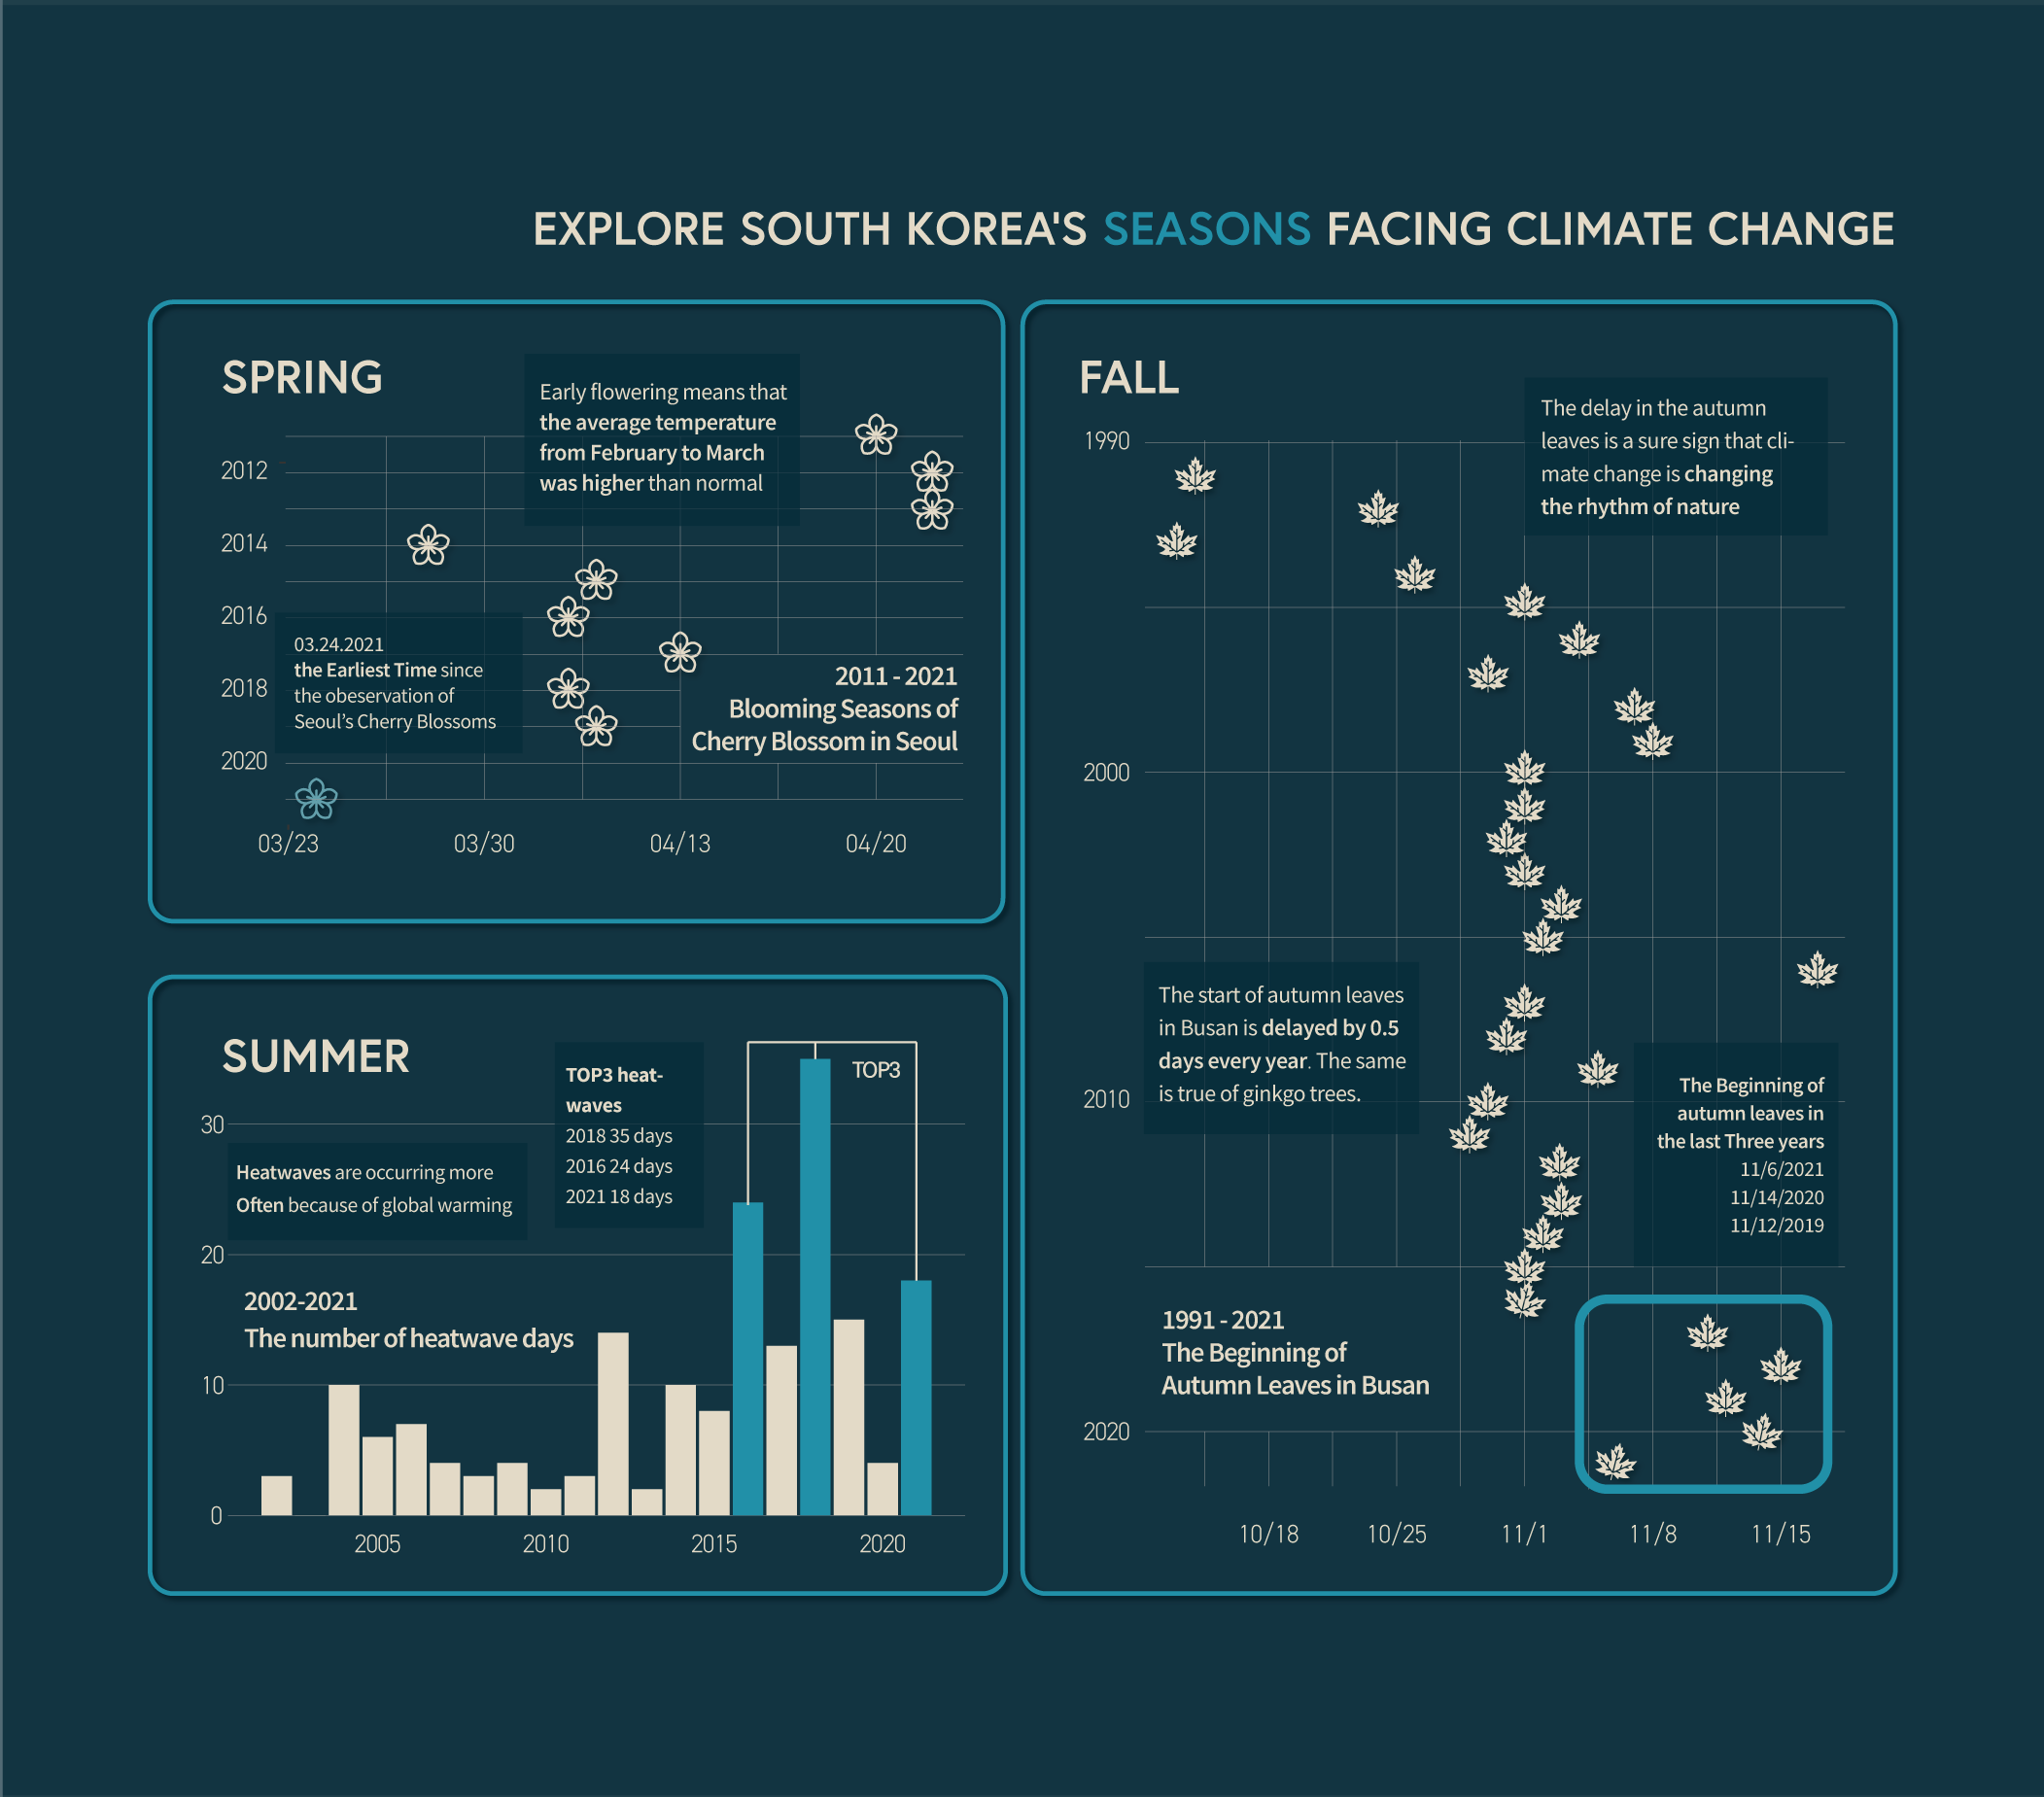 EXPLORE SOUTH KOREA'S SEASONS FACING CLIMATE CHANGE
SPRING
Early flowering means that
the average temperature
from February to March
was higher than normal
2012
2014
2016
2018
2020
03.24.2021
the Earliest Time since
the obeservation of
Seoul's Cherry Blossoms
2011 - 2021
Blooming Seasons of
Cherry Blossom in Seoul
03/23
03/30
04/13
04/20
SUMMER
TOP3 heat-
waves
2018 35 days
2016 24 days
2021 18 days
TOP3
30
20
10
0
Heatwaves are occurring more
Often because of global warming
2002-2021
The number of heatwave days
2005
2010
2015
2020
FALL
The delay in the autumn
leaves is a sure sign that cli-
mate change is changing
the rhythm of nature
1990
2000
2010
2020
The start of autumn leaves
in Busan is delayed by 0.5
days every year. The same
is true of ginkgo trees.
The Beginning of
autumn leaves in
the last Three years
11/6/2021
11/14/2020
11/12/2019
1991 - 2021
The Beginning of
Autumn Leaves in Busan
10/18
10/25
11/1
11/8
11/15